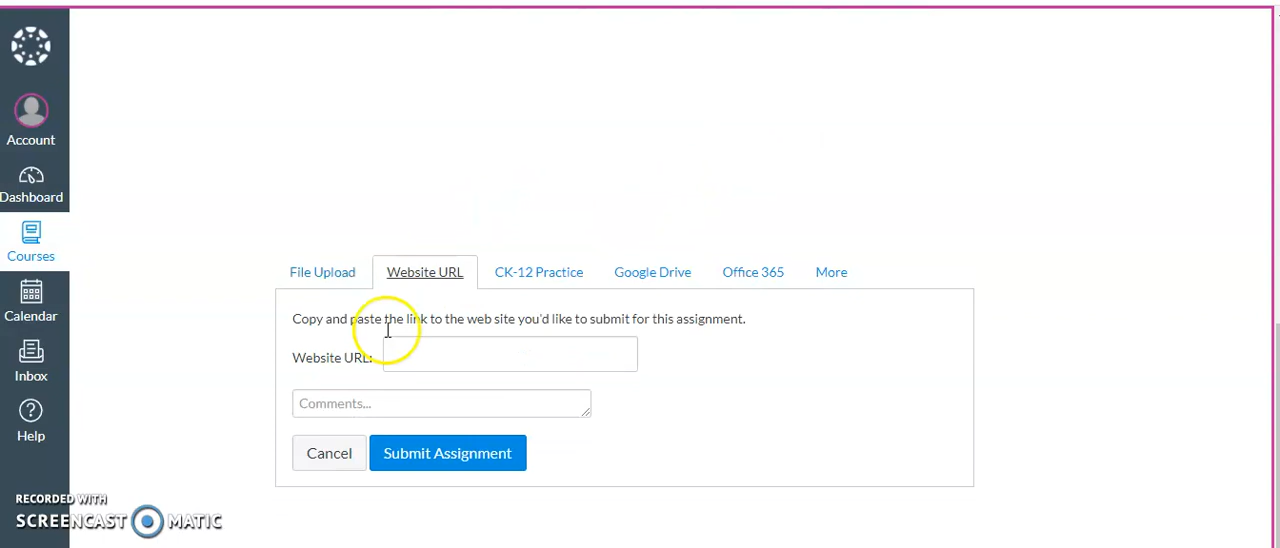 Account
Dashboard
Courses
Calendar
Inbox
Help
File Upload Website URL CK-12 Practice Google Drive Office 365 More
Copy and paste the link to the web site you'd like to submit for this assignment.
Website URL:
Comments...
Cancel Submit Assignment
RECORDED WITH
SCREENCAST MATIC